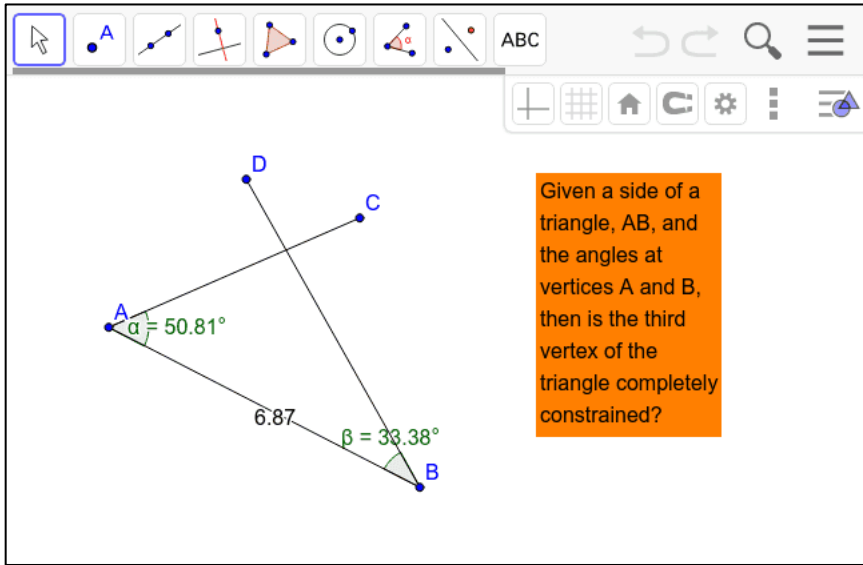 A
α
ABC
D
C
A
α = 50.81°
6.87
β = 33.38°
B
Given a side of a
triangle, AB, and
the angles at
vertices A and B,
then is the third
vertex of the
triangle completely
constrained?